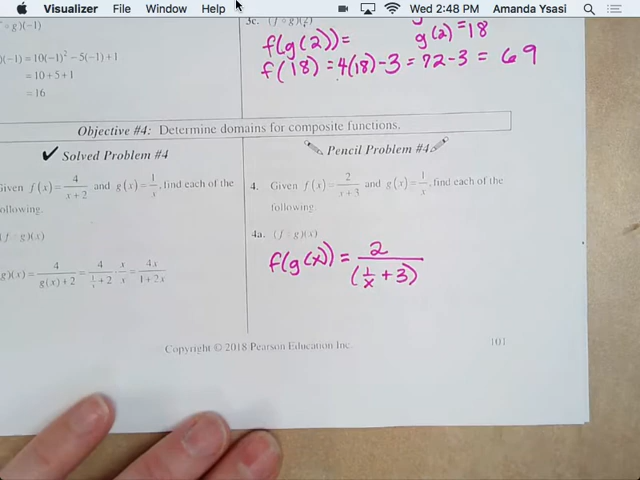 Visualizer File Window Help Wed 2:48 PM Amanda Ysasi
∘ g)(-1)
)(-1) = 10(-1)² - 5(-1) + 1
= 10 + 5 + 1
= 16
3c.
g(2) = 18
f(g(2)) =
f(18) = 4(18) - 3 = 72 - 3 = 69
Objective #4: Determine domains for composite functions.
✔ Solved Problem #4
Given f(x) = 4/(x+2) and g(x) = 1/x, find each of the
following.
(f ∘ g)(x)
g)(x) = 4/(g(x)+2) = 4/(1/x + 2) · x/x = 4x/(1+2x)
Pencil Problem #4
4. Given f(x) = 2/(x+3) and g(x) = 1/x, find each of the
following.
4a. (f ∘ g)(x)
f(g(x)) = 2/(1/x + 3)
Copyright © 2018 Pearson Education Inc.
101